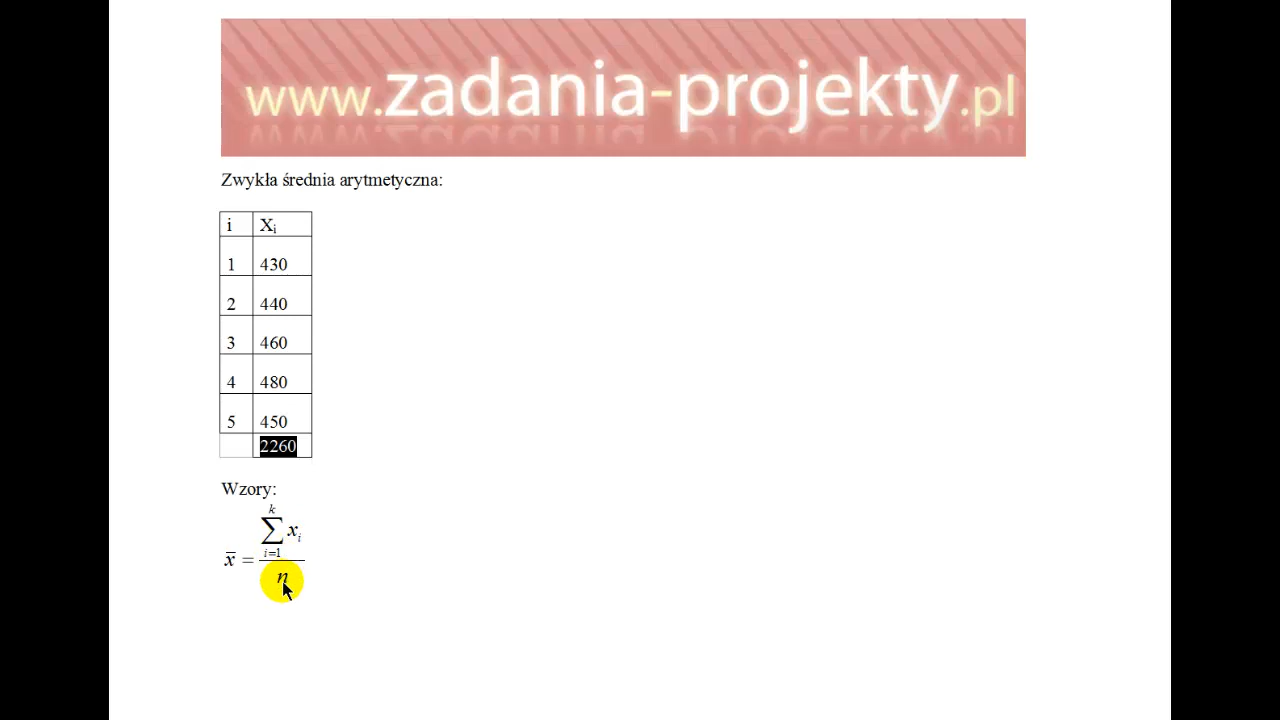 www.zadania-projekty.pl
Zwykła średnia arytmetyczna:
i Xi
1 430
2 440
3 460
4 480
5 450
2260
Wzory:
k
∑ xi
i=1
x̄ =
n